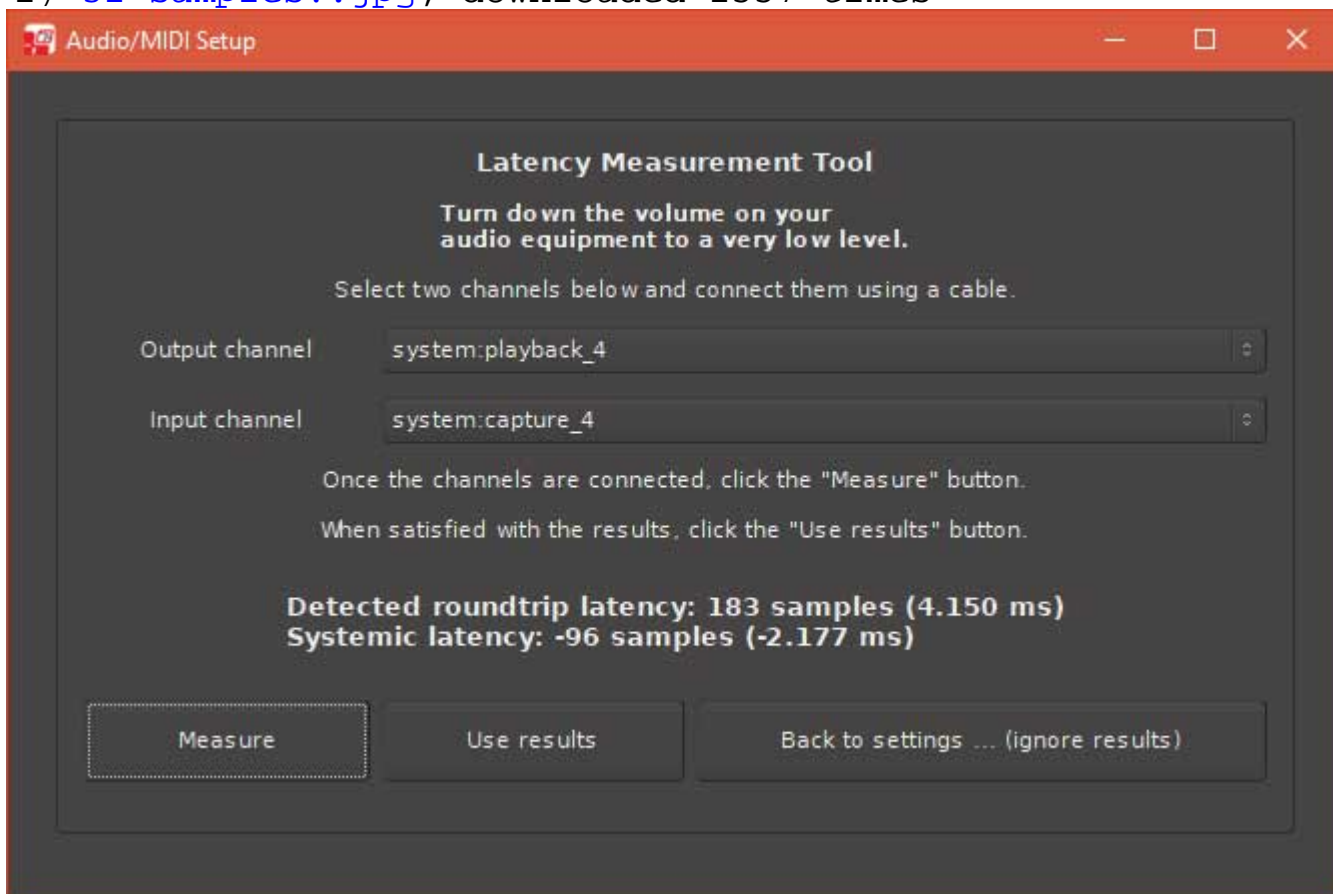 Audio/MIDI Setup
Latency Measurement Tool
Turn down the volume on your
audio equipment to a very low level.
Select two channels below and connect them using a cable.
Output channel system:playback_4
Input channel system:capture_4
Once the channels are connected, click the "Measure" button.
When satisfied with the results, click the "Use results" button.
Detected roundtrip latency: 183 samples (4.150 ms)
Systemic latency: -96 samples (-2.177 ms)
Measure Use results Back to settings ... (ignore results)